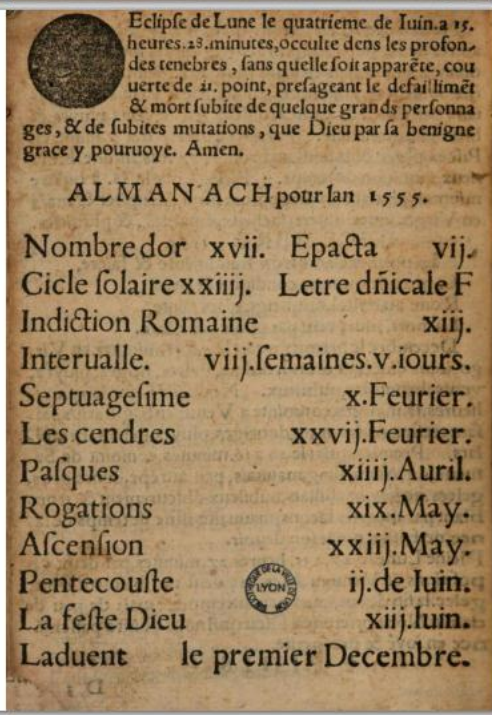 Eclipſe de Lune le quatrieme de Iuin.a 15.
heures.28.minutes,occulte dens les profon-
des tenebres , ſans quelle ſoit apparēte, cou
uerte de 21. point, preſageant le defaillimēt
& mort ſubite de quelque grands perſonna
ges, & de ſubites mutations , que Dieu par ſa benigne
grace y pouruoye. Amen.
ALMANACH pour lan 1555.
Nombre dor xvii. Epacta vij.
Cicle ſolaire xxiiij. Letre dñicale F
Indiction Romaine xiij.
Interualle. viij.ſemaines.v.iours.
Septuageſime x.Feurier.
Les cendres xxvij.Feurier.
Paſques xiiij.Auril.
Rogations xix.May.
Aſcenſion xxiij.May.
Pentecouſte ij.de Iuin.
La feſte Dieu xiij.Iuin.
Laduent le premier Decembre.
LYON